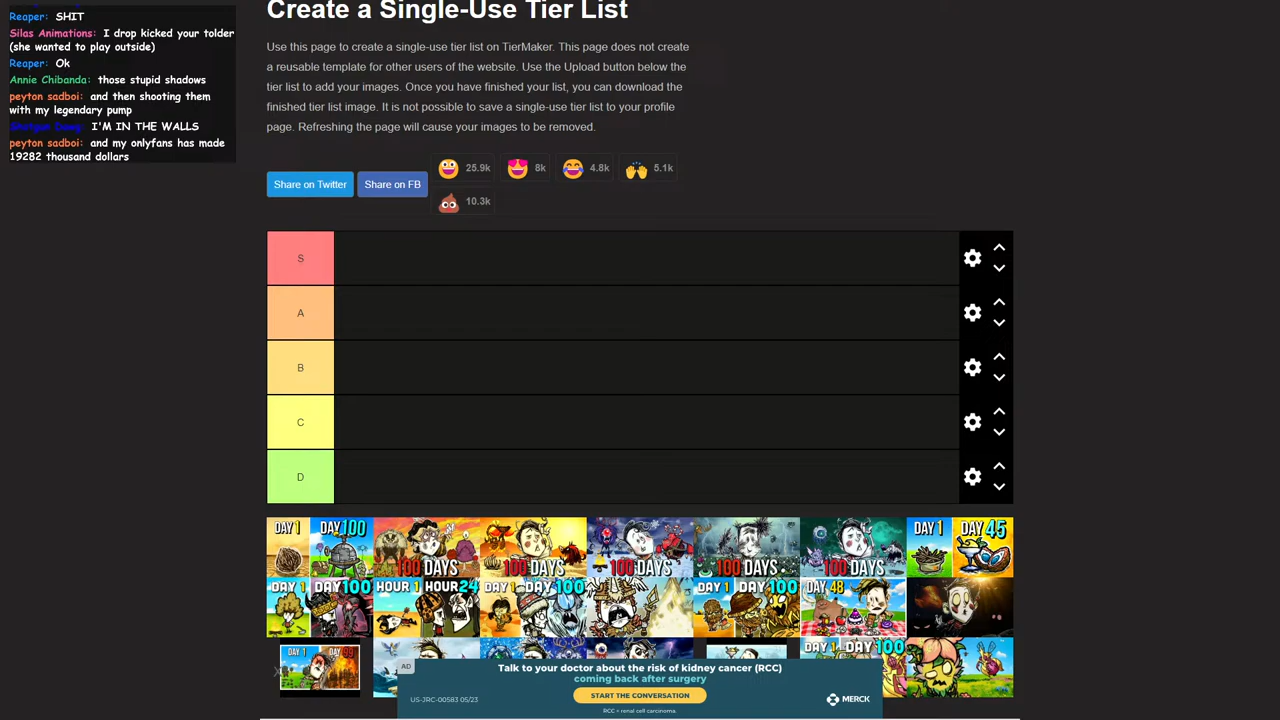 Reaper: SHIT
Silas Animations: I drop kicked your tolder
(she wanted to play outside)
Reaper: Ok
Annie Chibanda: those stupid shadows
peyton sadboi: and then shooting them
with my legendary pump
I'M IN THE WALLS
peyton sadboi: and my onlyfans has made
19282 thousand dollars
Create a Single-Use Tier List
Use this page to create a single-use tier list on TierMaker. This page does not create
a reusable template for other users of the website. Use the Upload button below the
tier list to add your images. Once you have finished your list, you can download the
finished tier list image. It is not possible to save a single-use tier list to your profile
page. Refreshing the page will cause your images to be removed.
Share on Twitter
Share on FB
25.9k
8k
4.8k
5.1k
10.3k
S
A
B
C
D
DAY 1 DAY 100
100 DAYS
100 DAYS
100 DAYS
100 DAYS
100 DAYS
DAY 1 DAY 45
DAY 1 DAY 100
HOUR 1 HOUR 24
DAY 1 DAY 100
DAY 1 DAY 100
DAY 48
DAY 1
DAY 1 DAY 100
AD
Talk to your doctor about the risk of kidney cancer (RCC)
coming back after surgery
US-JRC-00583 05/23
START THE CONVERSATION
MERCK
RCC = renal cell carcinoma.